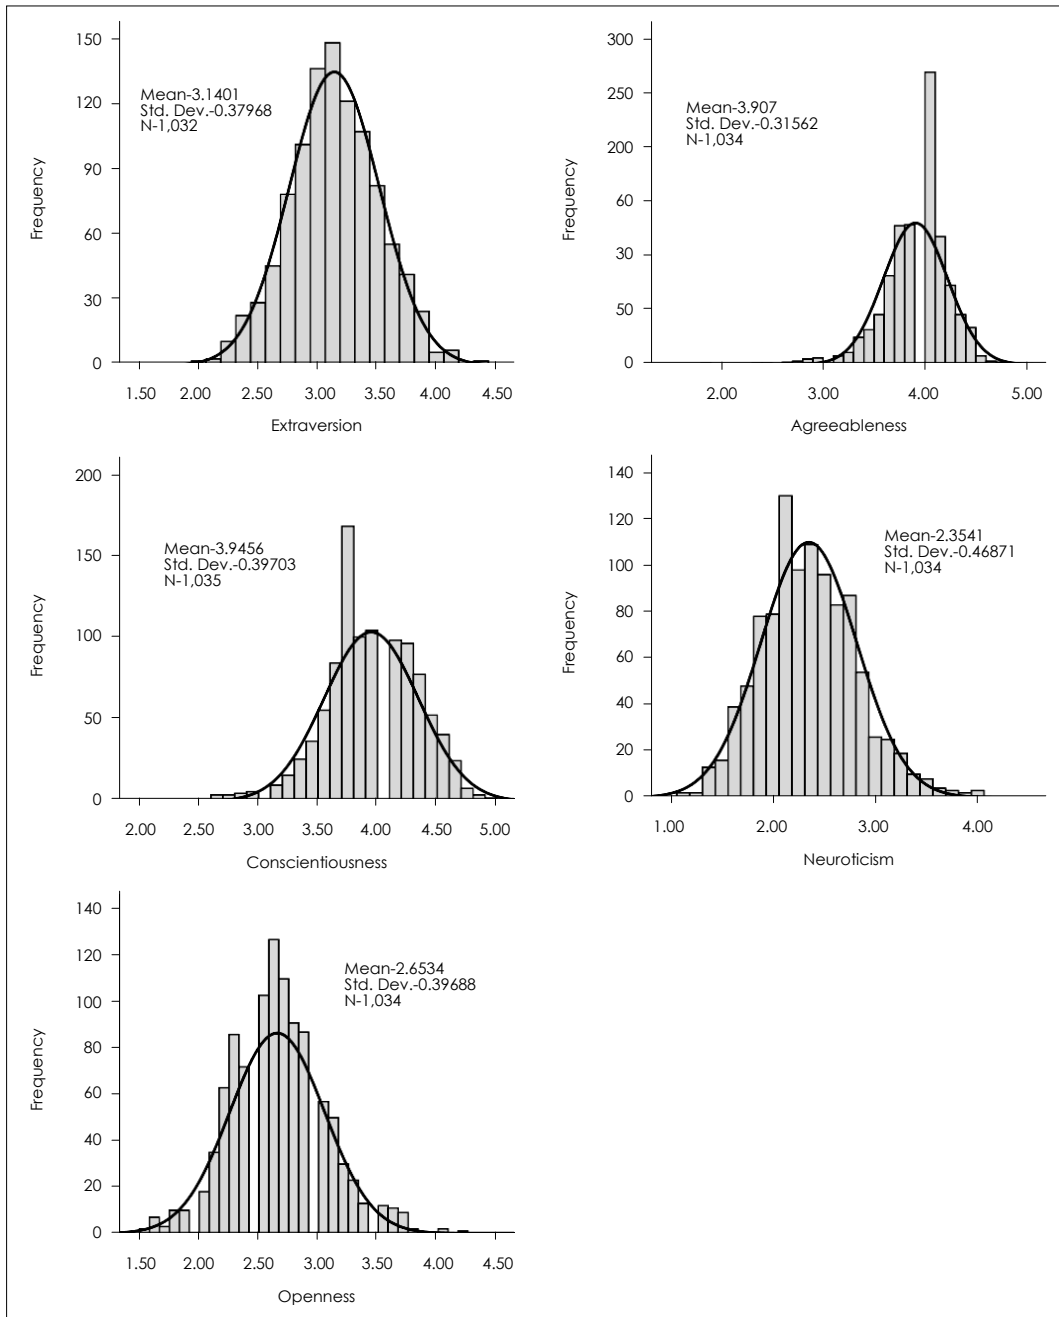 150
120
90
60
30
0
Frequency
Mean-3.1401
Std. Dev.-0.37968
N-1,032
1.50 2.00 2.50 3.00 3.50 4.00 4.50
Extraversion
300
250
200
60
30
50
0
Frequency
Mean-3.907
Std. Dev.-0.31562
N-1,034
2.00 3.00 4.00 5.00
Agreeableness
200
150
100
50
0
Frequency
Mean-3.9456
Std. Dev.-0.39703
N-1,035
2.00 2.50 3.00 3.50 4.00 4.50 5.00
Conscientiousness
140
120
100
80
60
40
20
0
Frequency
Mean-2.3541
Std. Dev.-0.46871
N-1,034
1.00 2.00 3.00 4.00
Neuroticism
140
120
100
80
60
40
20
0
Frequency
Mean-2.6534
Std. Dev.-0.39688
N-1,034
1.50 2.00 2.50 3.00 3.50 4.00 4.50
Openness